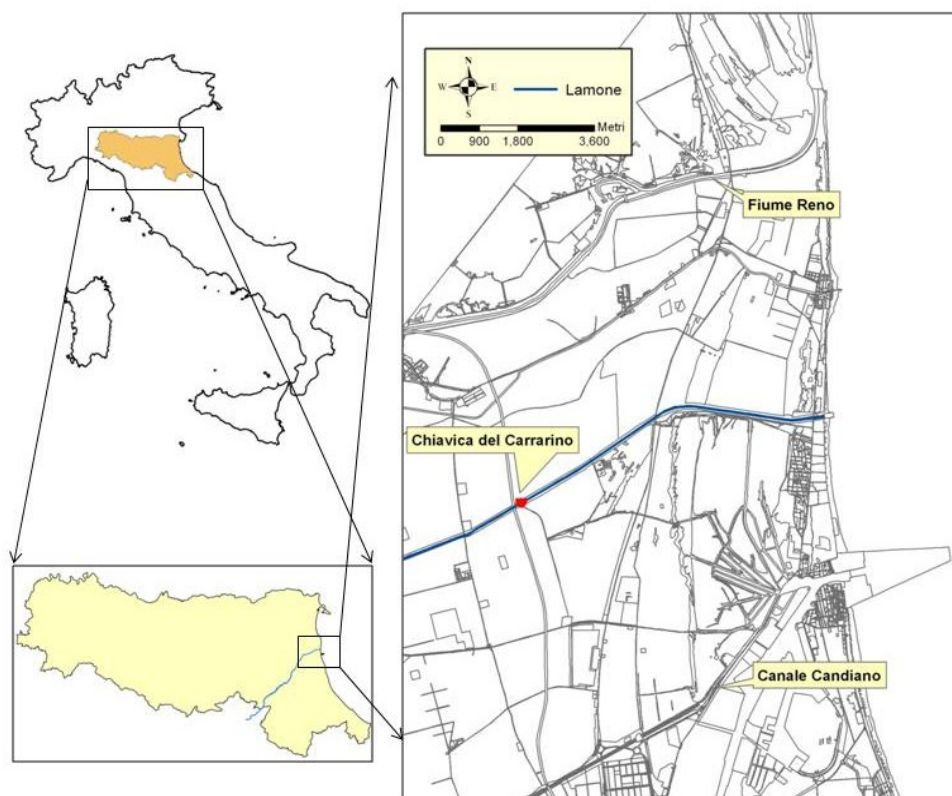 N
W E
S
Lamone
Metri
0 900 1,800 3,600
Fiume Reno
Chiavica del Carrarino
Canale Candiano